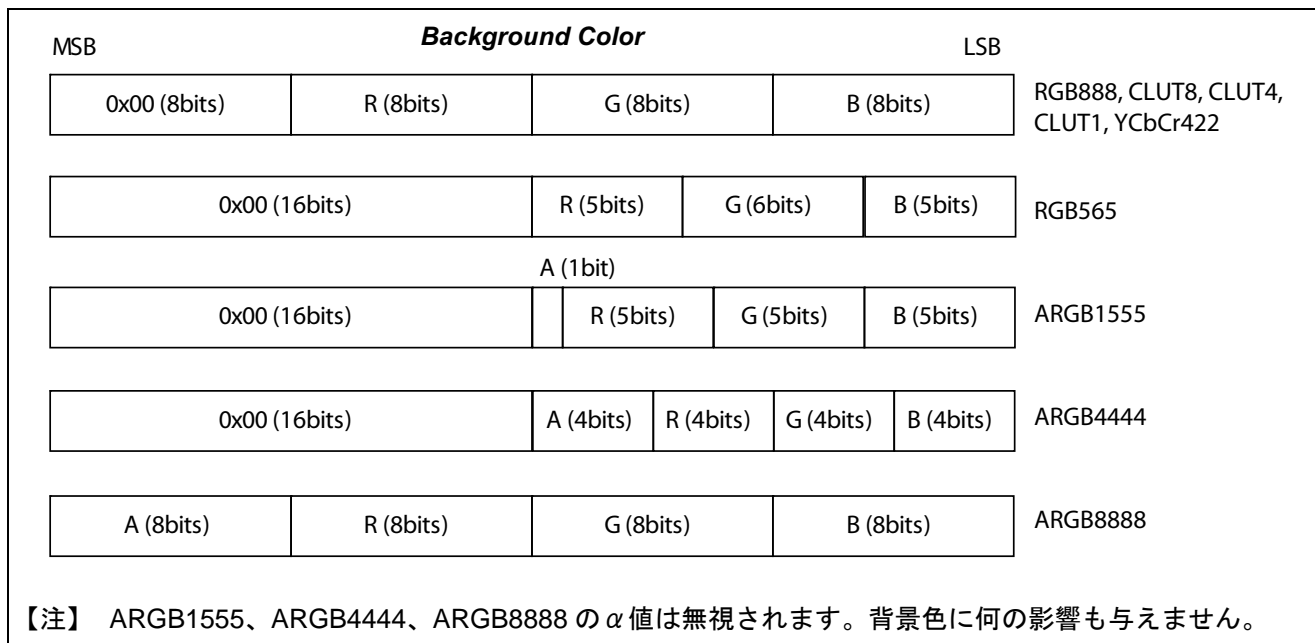 MSB Background Color LSB
0x00 (8bits) R (8bits) G (8bits) B (8bits) RGB888, CLUT8, CLUT4,
CLUT1, YCbCr422
0x00 (16bits) R (5bits) G (6bits) B (5bits) RGB565
A (1bit)
0x00 (16bits) R (5bits) G (5bits) B (5bits) ARGB1555
0x00 (16bits) A (4bits) R (4bits) G (4bits) B (4bits) ARGB4444
A (8bits) R (8bits) G (8bits) B (8bits) ARGB8888
【注】 ARGB1555、ARGB4444、ARGB8888 の α 値は無視されます。背景色に何の影響も与えません。